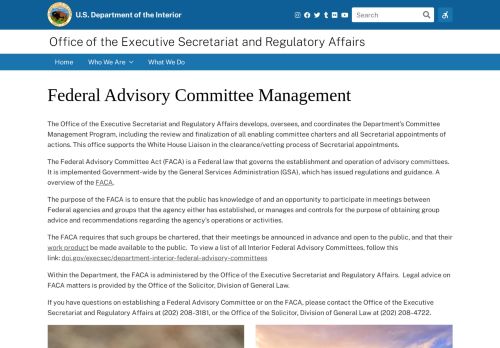 U.S. Department of the Interior
Search
Office of the Executive Secretariat and Regulatory Affairs
Home
Who We Are
What We Do
Federal Advisory Committee Management
The Office of the Executive Secretariat and Regulatory Affairs develops, oversees, and coordinates the Department's Committee
Management Program, including the review and finalization of all enabling committee charters and all Secretarial appointments of
actions. This office supports the White House Liaison in the clearance/vetting process of Secretarial appointments.
The Federal Advisory Committee Act (FACA) is a Federal law that governs the establishment and operation of advisory committees.
It is implemented Government-wide by the General Services Administration (GSA), which has issued regulations and guidance. A
overview of the FACA.
The purpose of the FACA is to ensure that the public has knowledge of and an opportunity to participate in meetings between
Federal agencies and groups that the agency either has established, or manages and controls for the purpose of obtaining group
advice and recommendations regarding the agency's operations or activities.
The FACA requires that such groups be chartered, that their meetings be announced in advance and open to the public, and that their
work product be made available to the public. To view a list of all Interior Federal Advisory Committees, follow this
link: doi.gov/execsec/department-interior-federal-advisory-committees
Within the Department, the FACA is administered by the Office of the Executive Secretariat and Regulatory Affairs. Legal advice on
FACA matters is provided by the Office of the Solicitor, Division of General Law.
If you have questions on establishing a Federal Advisory Committee or on the FACA, please contact the Office of the Executive
Secretariat and Regulatory Affairs at (202) 208-3181, or the Office of the Solicitor, Division of General Law at (202) 208-4722.